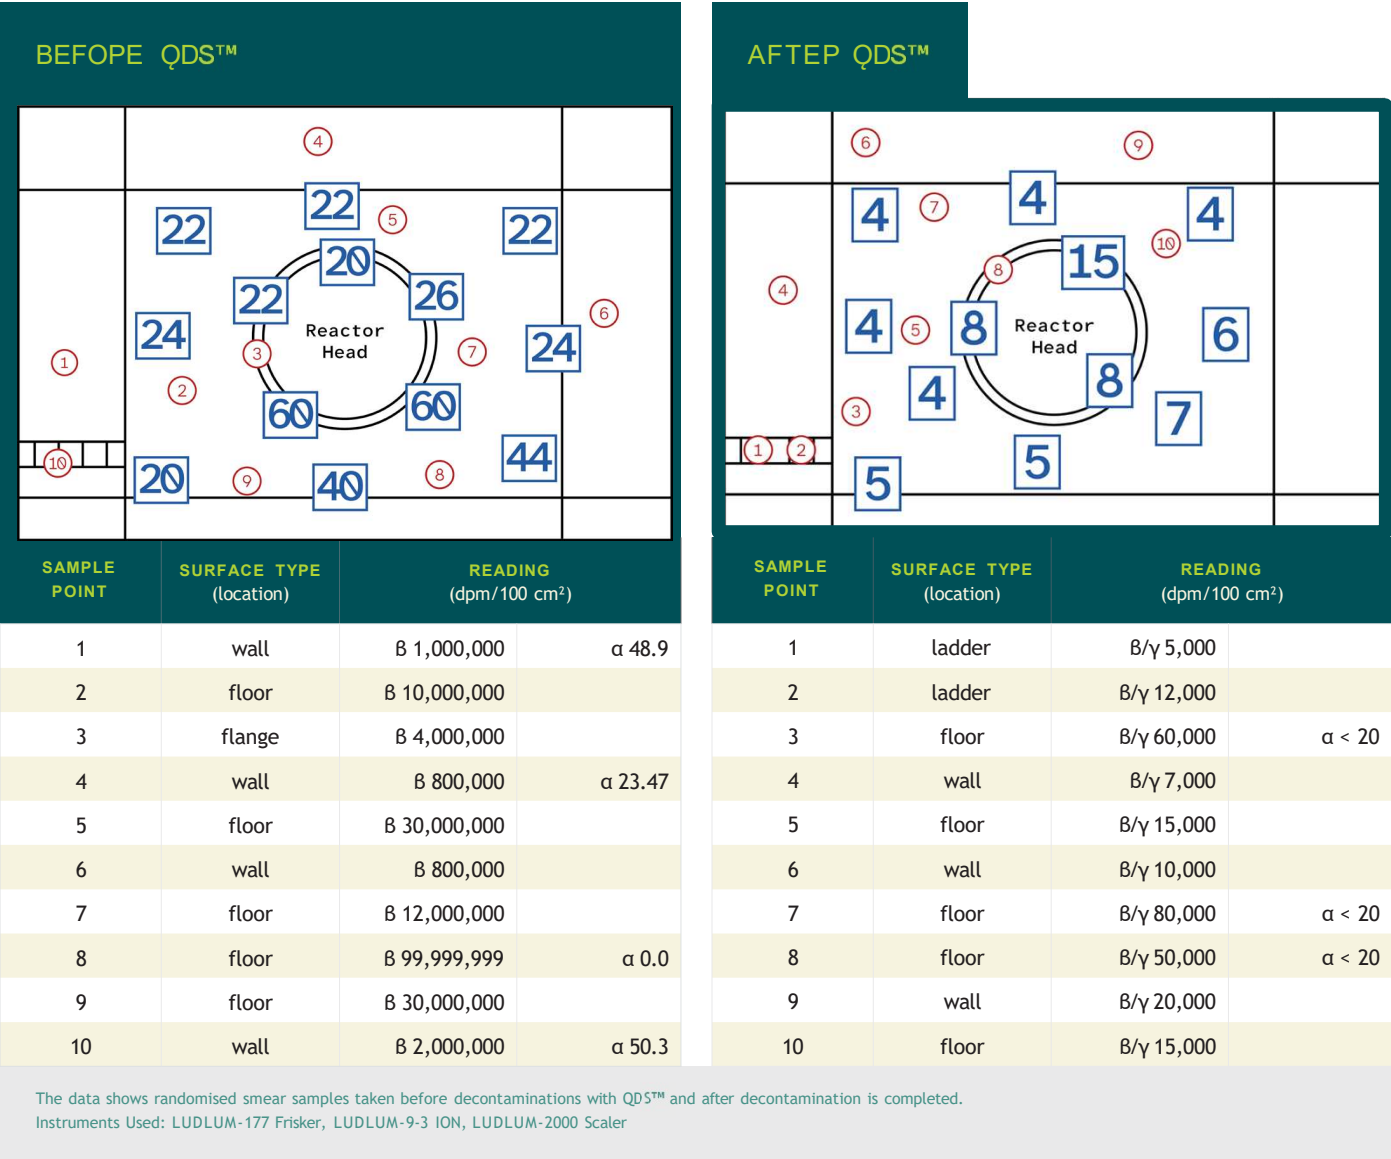 BEFOPE QDS™
4
22
5
22
22
20
22
26
6
Reactor
Head
24
24
3
7
1
2
60
60
44
10
20
9
40
8
SAMPLE POINT SURFACE TYPE (location) READING (dpm/100 cm²)
1 wall β 1,000,000 α 48.9
2 floor β 10,000,000
3 flange β 4,000,000
4 wall β 800,000 α 23.47
5 floor β 30,000,000
6 wall β 800,000
7 floor β 12,000,000
8 floor β 99,999,999 α 0.0
9 floor β 30,000,000
10 wall β 2,000,000 α 50.3
AFTEP QDS™
6
9
4
7
4
4
10
8
15
4
4
5
8
Reactor
Head
6
4
8
3
7
1
2
5
5
SAMPLE POINT SURFACE TYPE (location) READING (dpm/100 cm²)
1 ladder β/γ 5,000
2 ladder β/γ 12,000
3 floor β/γ 60,000 α < 20
4 wall β/γ 7,000
5 floor β/γ 15,000
6 wall β/γ 10,000
7 floor β/γ 80,000 α < 20
8 floor β/γ 50,000 α < 20
9 wall β/γ 20,000
10 floor β/γ 15,000
The data shows randomised smear samples taken before decontaminations with QDS™ and after decontamination is completed.
Instruments Used: LUDLUM-177 Frisker, LUDLUM-9-3 ION, LUDLUM-2000 Scaler